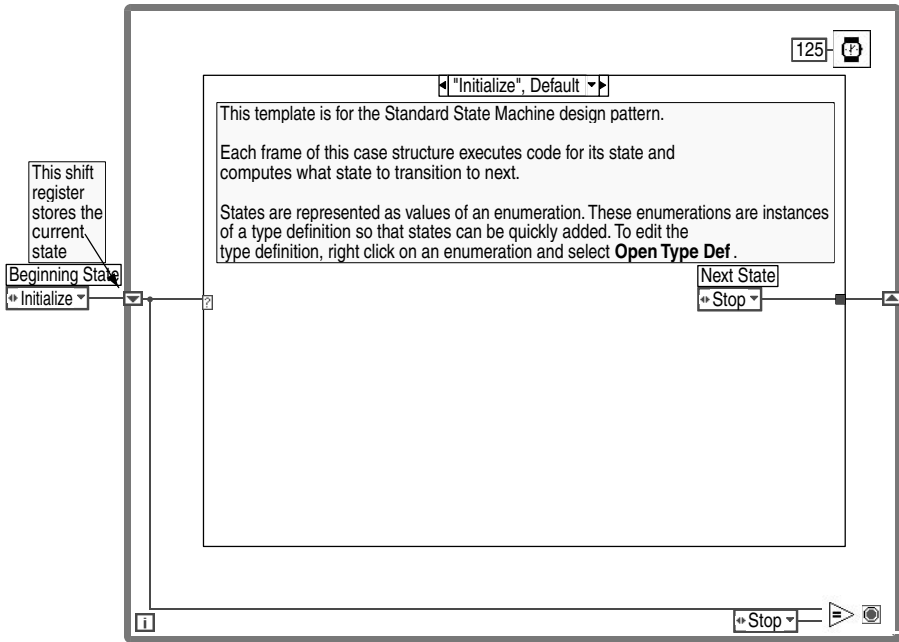 125
"Initialize", Default
This template is for the Standard State Machine design pattern.
Each frame of this case structure executes code for its state and
computes what state to transition to next.
States are represented as values of an enumeration. These enumerations are instances
of a type definition so that states can be quickly added. To edit the
type definition, right click on an enumeration and select Open Type Def .
This shift
register
stores the
current
state
Beginning State
Initialize
?
Next State
Stop
i
Stop
=